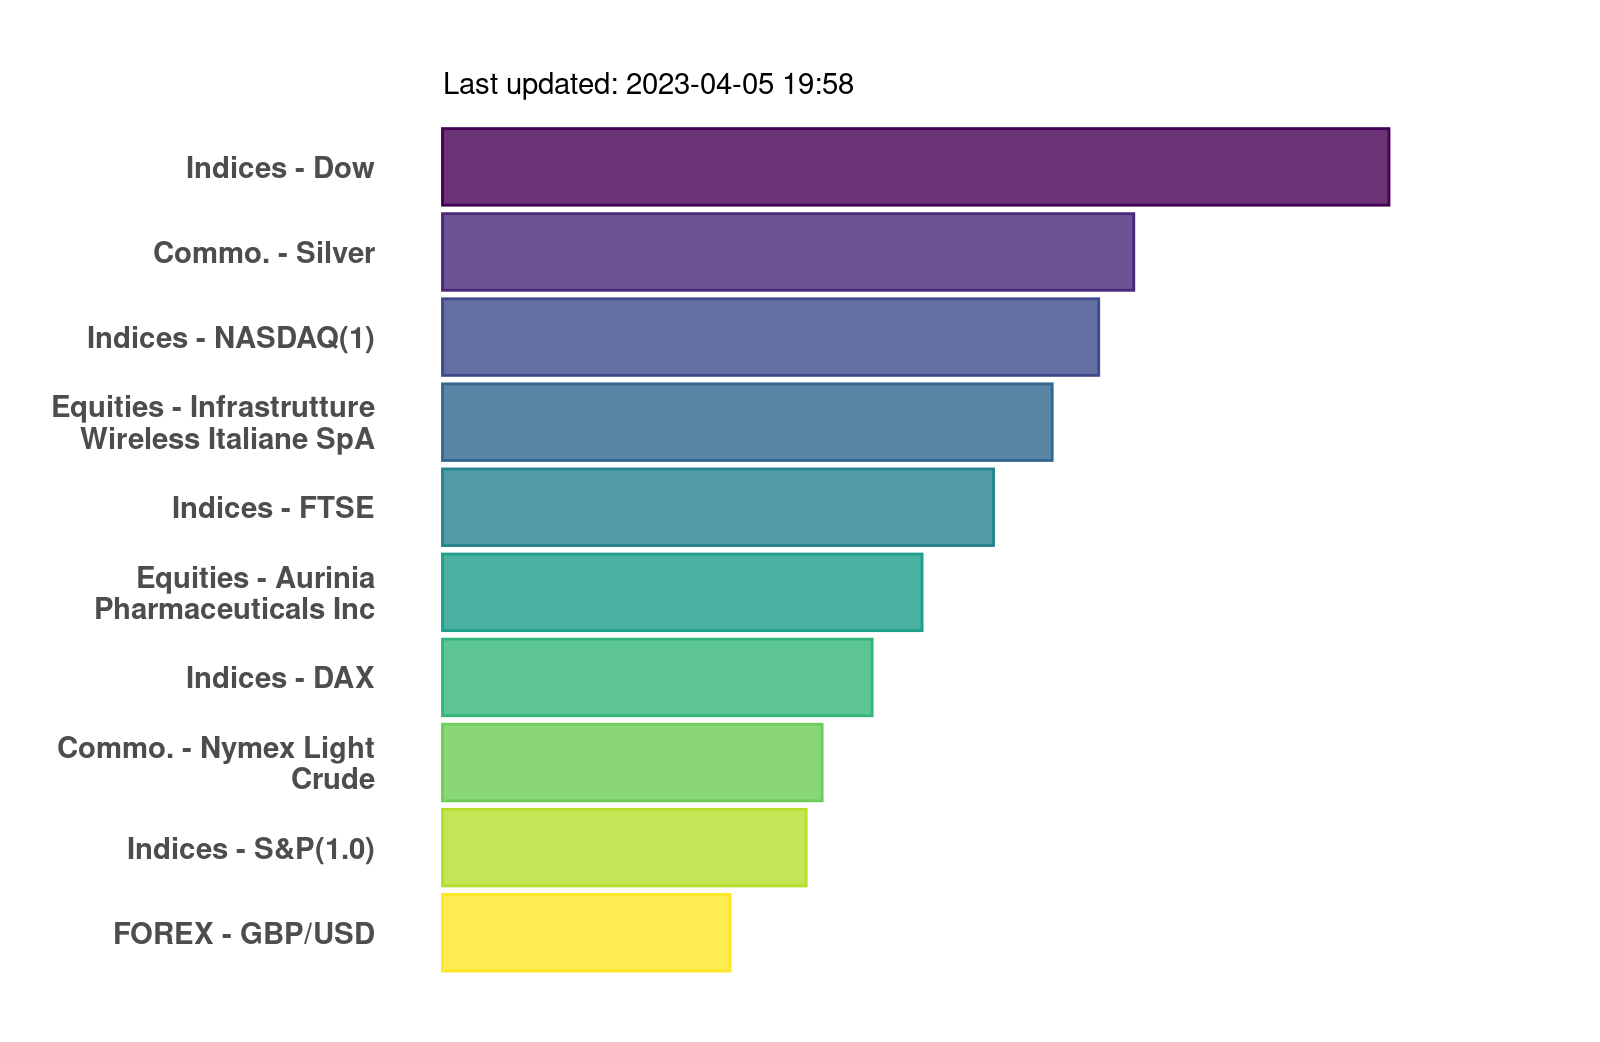 Last updated: 2023-04-05 19:58
Indices - Dow
Commo. - Silver
Indices - NASDAQ(1)
Equities - Infrastrutture
Wireless Italiane SpA
Indices - FTSE
Equities - Aurinia
Pharmaceuticals Inc
Indices - DAX
Commo. - Nymex Light
Crude
Indices - S&P(1.0)
FOREX - GBP/USD